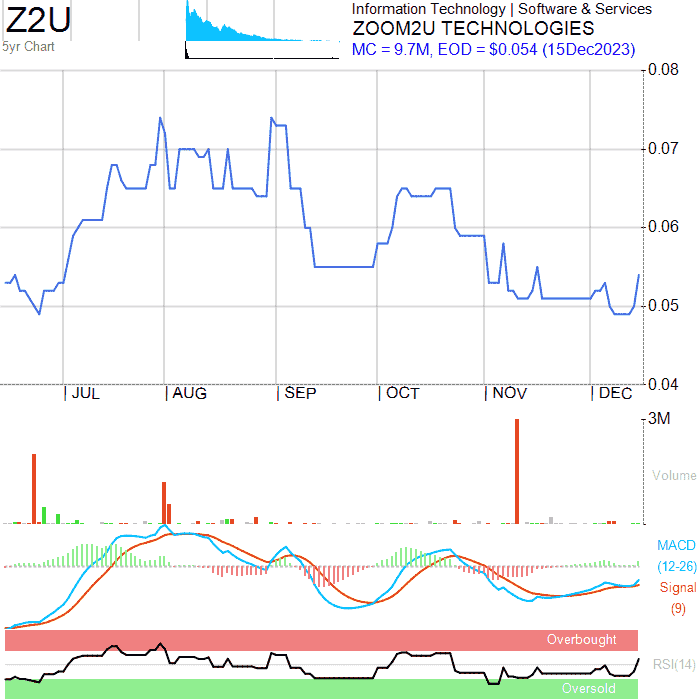 Z2U
5yr Chart
Information Technology | Software & Services
ZOOM2U TECHNOLOGIES
MC = 9.7M, EOD = $0.054 (15Dec2023)
0.08
0.07
0.06
0.05
0.04
JUL
AUG
SEP
OCT
NOV
DEC
3M
Volume
MACD
(12-26)
Signal
(9)
Overbought
RSI(14)
Oversold